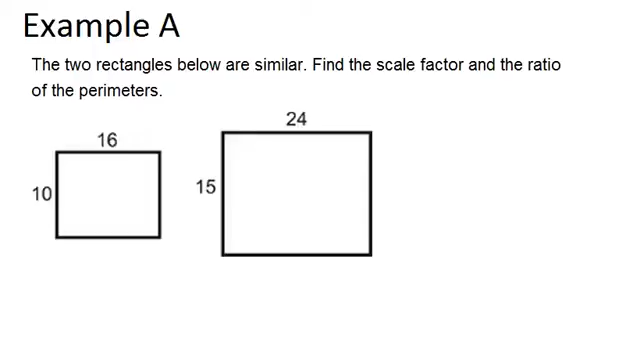 Example A
The two rectangles below are similar. Find the scale factor and the ratio
of the perimeters.
24
16
15
10